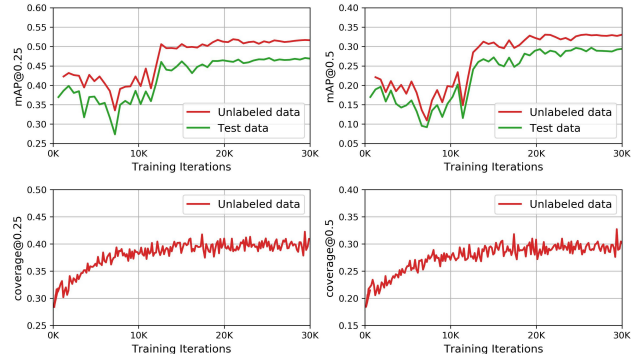 0.60
0.55
0.50
0.45
0.40
0.35
0.30
0.25
mAP@0.25
Unlabeled data
Test data
0K 10K 20K 30K
Training Iterations
0.40
0.35
0.30
0.25
0.20
0.15
0.10
0.05
mAP@0.5
Unlabeled data
Test data
0K 10K 20K 30K
Training Iterations
0.50
0.45
0.40
0.35
0.30
0.25
coverage@0.25
Unlabeled data
0K 10K 20K 30K
Training Iterations
0.40
0.35
0.30
0.25
0.20
0.15
coverage@0.5
Unlabeled data
0K 10K 20K 30K
Training Iterations